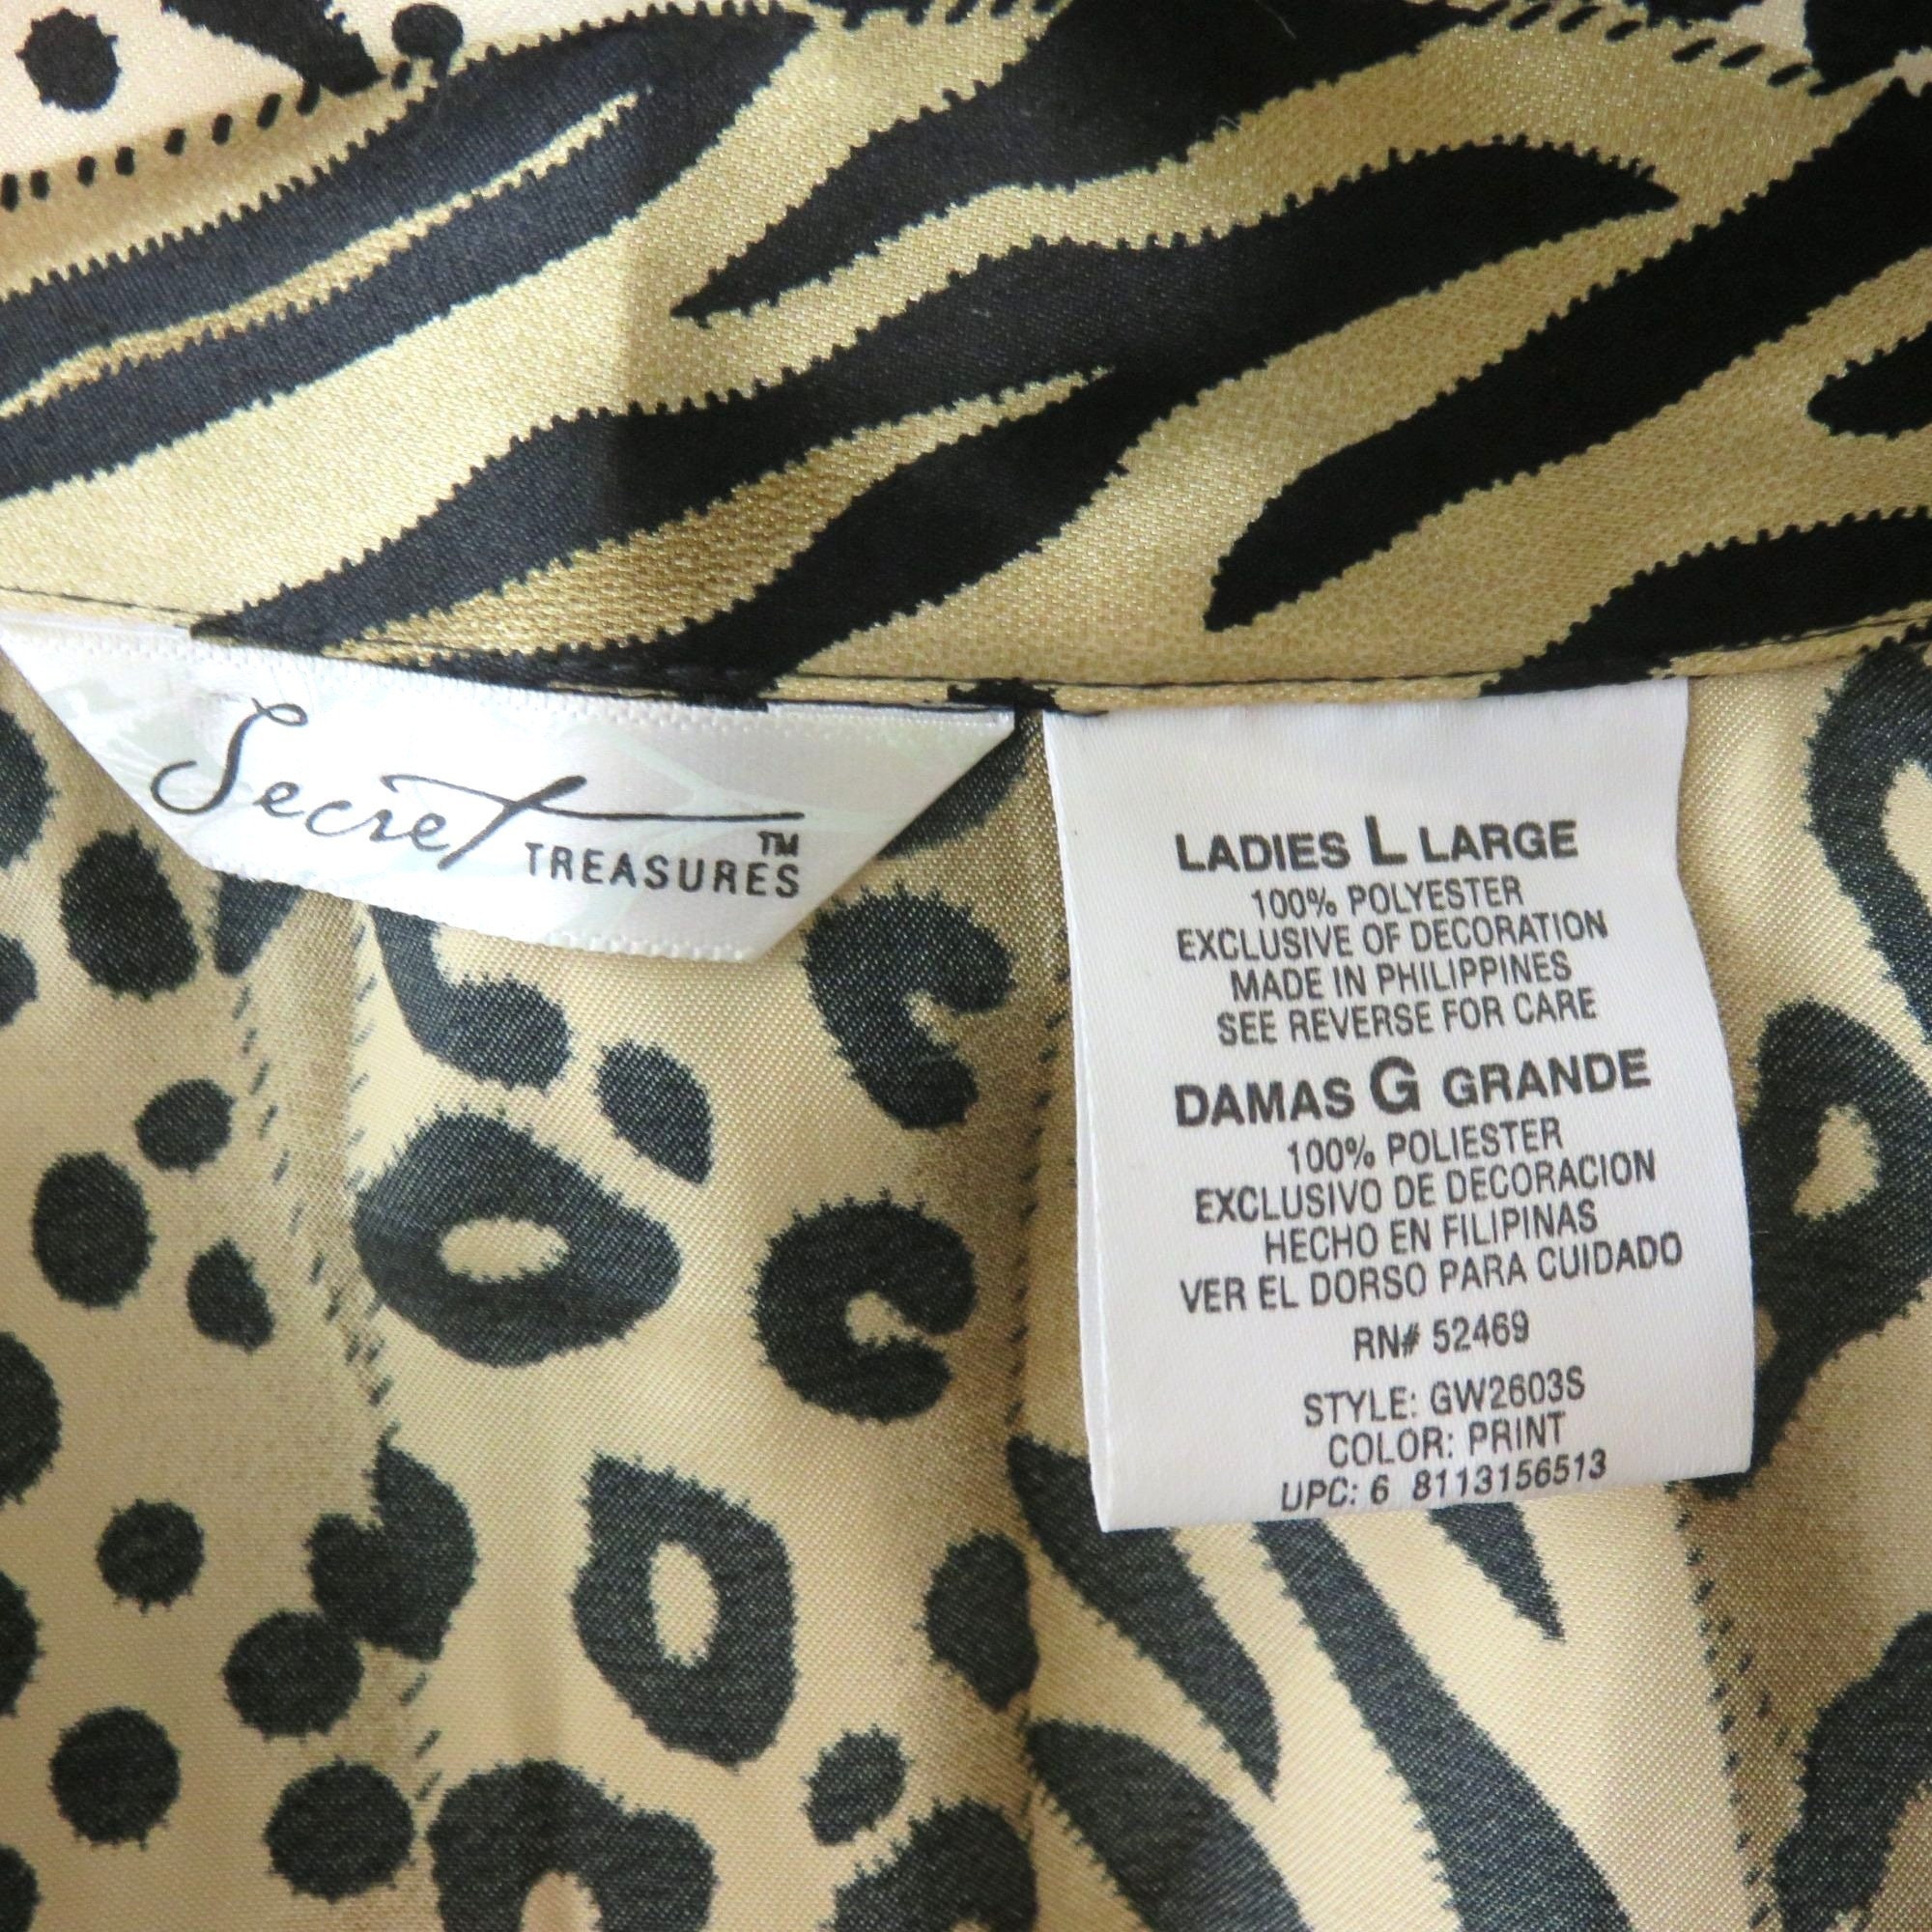 Secret
TREASURES™
LADIES L LARGE
100% POLYESTER
EXCLUSIVE OF DECORATION
MADE IN PHILIPPINES
SEE REVERSE FOR CARE
DAMAS G GRANDE
100% POLIESTER
EXCLUSIVO DE DECORACION
HECHO EN FILIPINAS
VER EL DORSO PARA CUIDADO
RN# 52469
STYLE: GW2603S
COLOR: PRINT
UPC: 6 8113156513